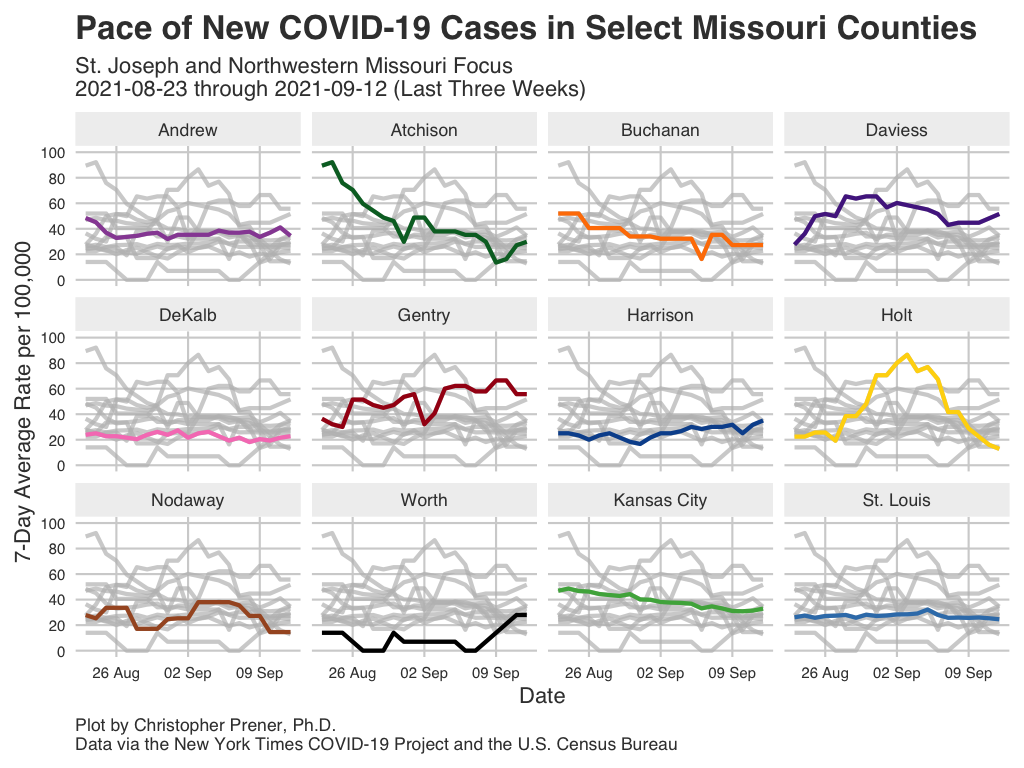 Pace of New COVID-19 Cases in Select Missouri Counties
St. Joseph and Northwestern Missouri Focus
2021-08-23 through 2021-09-12 (Last Three Weeks)
7-Day Average Rate per 100,000
Andrew Atchison Buchanan Daviess
100
80
60
40
20
0
DeKalb Gentry Harrison Holt
100
80
60
40
20
0
Nodaway Worth Kansas City St. Louis
100
80
60
40
20
0
26 Aug 02 Sep 09 Sep 26 Aug 02 Sep 09 Sep 26 Aug 02 Sep 09 Sep 26 Aug 02 Sep 09 Sep
Date
Plot by Christopher Prener, Ph.D.
Data via the New York Times COVID-19 Project and the U.S. Census Bureau